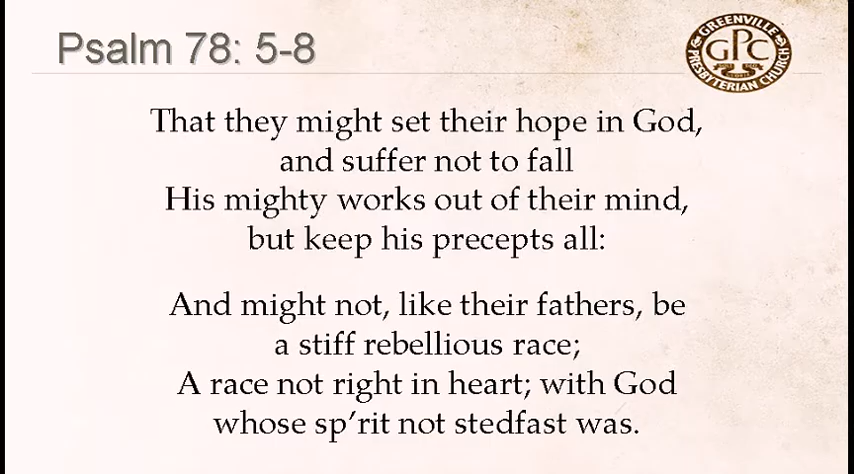 Psalm 78: 5-8
GREENVILLE
GPC
PRESBYTERIAN CHURCH
That they might set their hope in God,
and suffer not to fall
His mighty works out of their mind,
but keep his precepts all:
And might not, like their fathers, be
a stiff rebellious race;
A race not right in heart; with God
whose sp’rit not stedfast was.